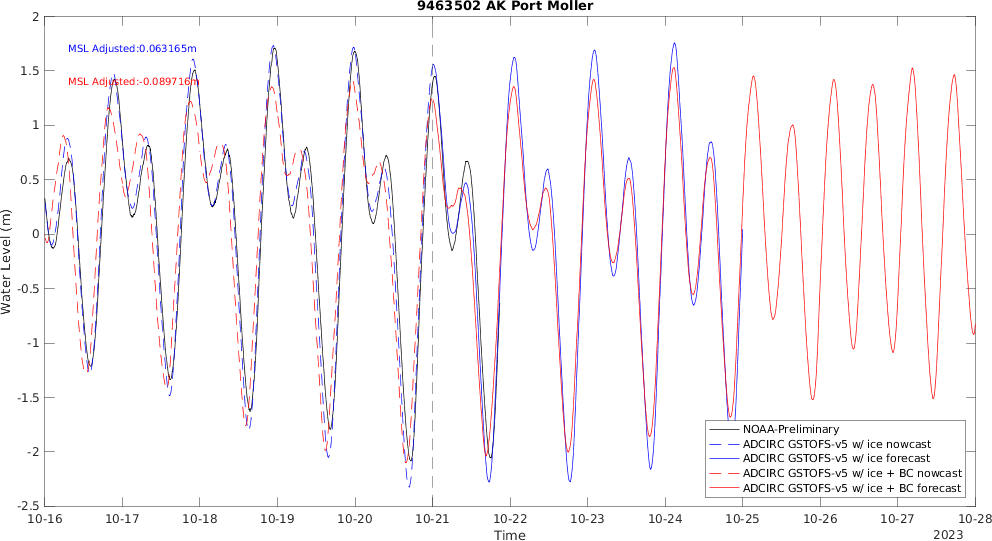 9463502 AK Port Moller
MSL Adjusted:0.063165m
MSL Adjusted:-0.089716m
Water Level (m)
2
1.5
1
0.5
0
-0.5
-1
-1.5
-2
-2.5
NOAA-Preliminary
ADCIRC GSTOFS-v5 w/ ice nowcast
ADCIRC GSTOFS-v5 w/ ice forecast
ADCIRC GSTOFS-v5 w/ ice + BC nowcast
ADCIRC GSTOFS-v5 w/ ice + BC forecast
10-16 10-17 10-18 10-19 10-20 10-21 10-22 10-23 10-24 10-25 10-26 10-27 10-28
Time
2023